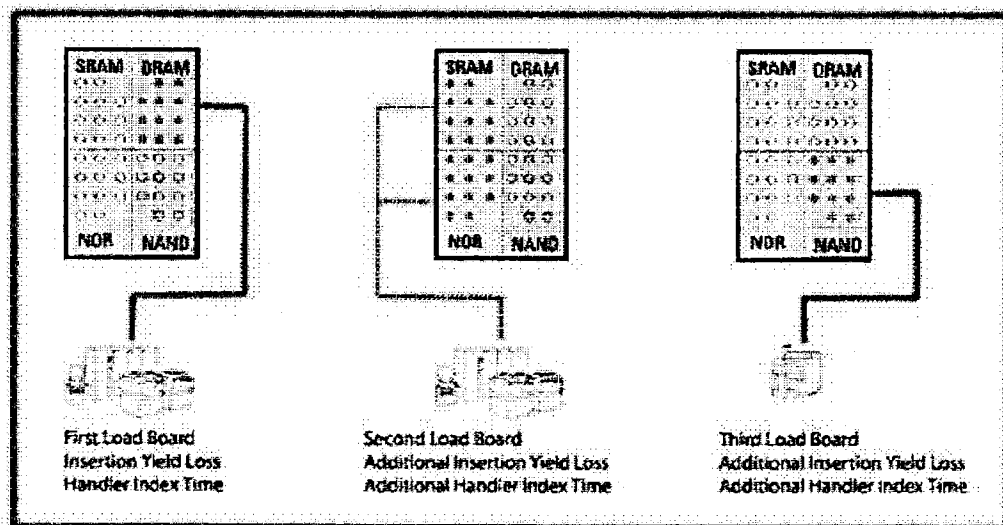 SRAM DRAM
NOR NAND
First Load Board
Insertion Yield Loss
Handler Index Time
SRAM DRAM
NOR NAND
Second Load Board
Additional Insertion Yield Loss
Additional Handler Index Time
SRAM DRAM
NOR NAND
Third Load Board
Additional Insertion Yield Loss
Additional Handler Index Time